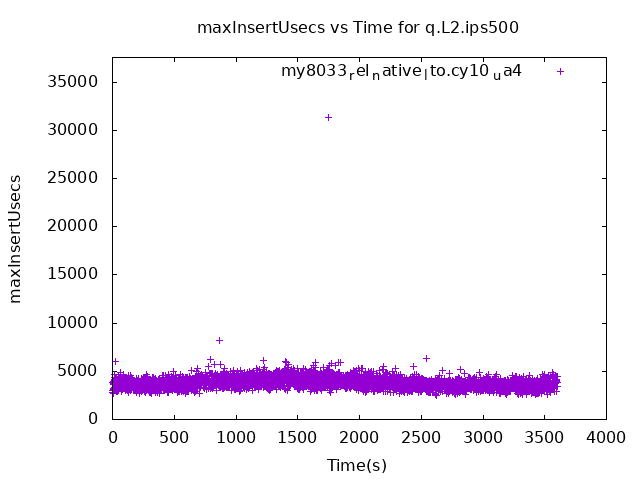 maxInsertUsecs vs Time for q.L2.ips500
my8033relnativelto.cy10ua4
35000
30000
25000
20000
15000
10000
5000
0
maxInsertUsecs
0 500 1000 1500 2000 2500 3000 3500 4000
Time(s)